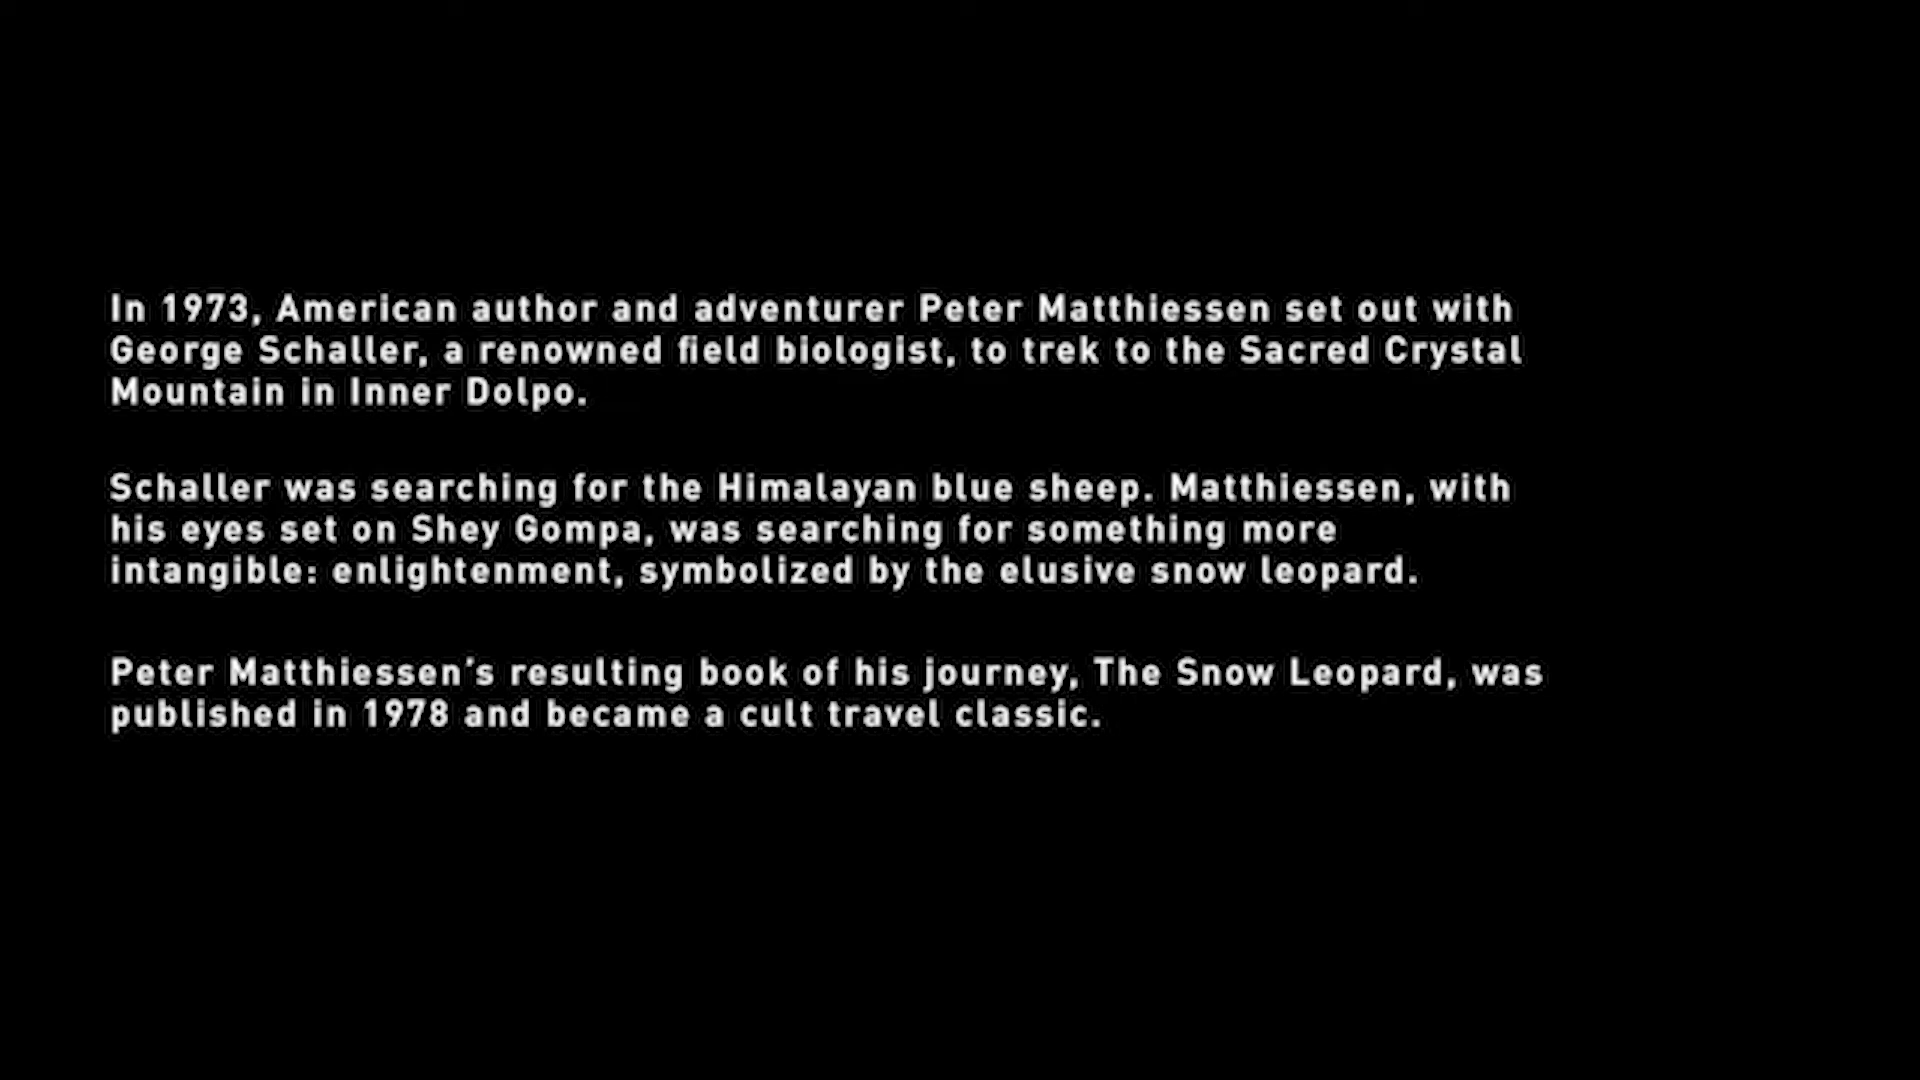 In 1973, American author and adventurer Peter Matthiessen set out with
George Schaller, a renowned field biologist, to trek to the Sacred Crystal
Mountain in Inner Dolpo.
Schaller was searching for the Himalayan blue sheep. Matthiessen, with
his eyes set on Shey Gompa, was searching for something more
intangible: enlightenment, symbolized by the elusive snow leopard.
Peter Matthiessen’s resulting book of his journey, The Snow Leopard, was
published in 1978 and became a cult travel classic.